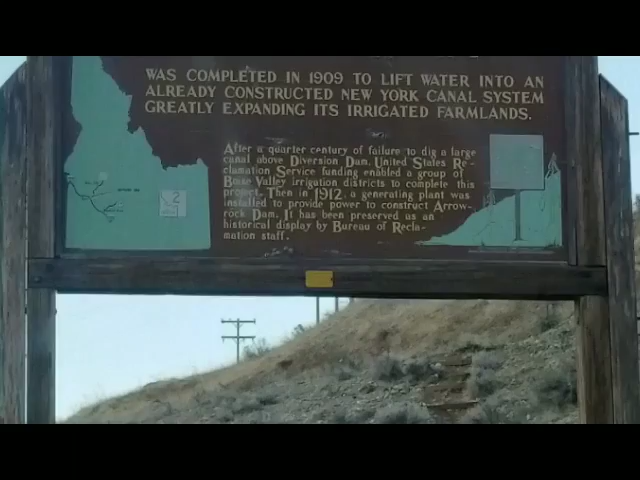 WAS COMPLETED IN 1909 TO LIFT WATER INTO AN
ALREADY CONSTRUCTED NEW YORK CANAL SYSTEM
GREATLY EXPANDING ITS IRRIGATED FARMLANDS.
After a quarter century of failure to dig a large
canal above Diversion Dam, United States Re-
clamation Service funding enabled a group of
Boise Valley irrigation districts to complete this
project. Then in 1912, a generating plant was
installed to provide power to construct Arrow-
rock Dam. It has been preserved as an
historical display by Bureau of Recla-
mation staff.